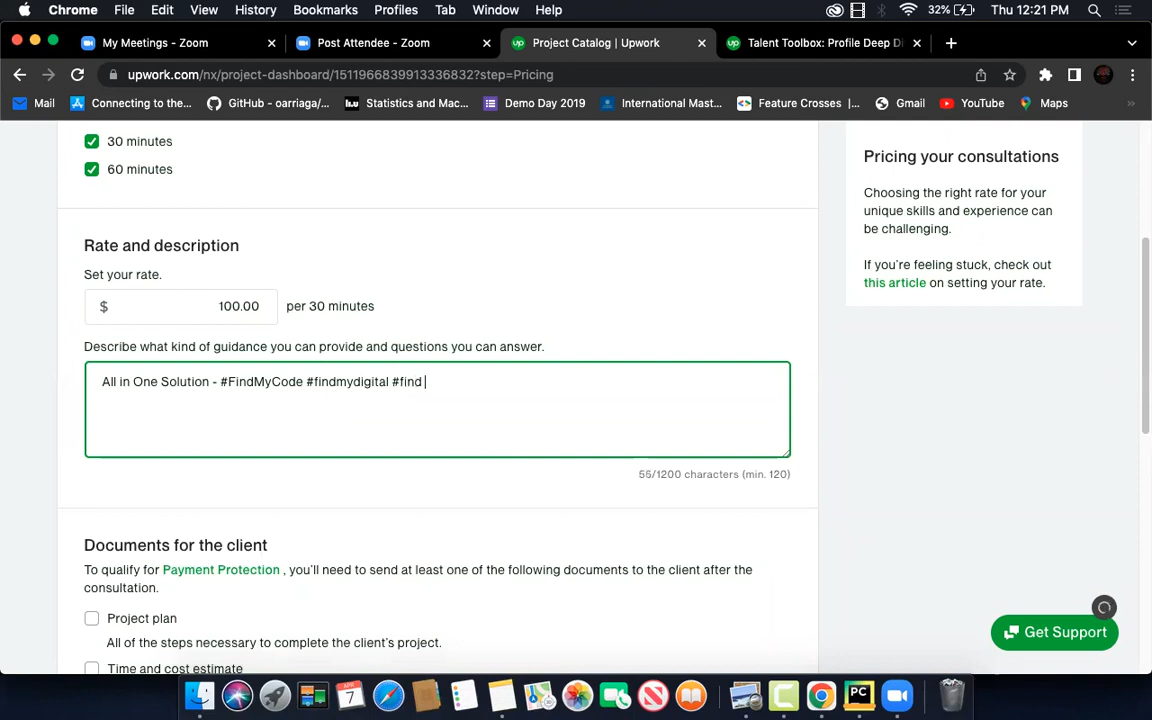 Chrome File Edit View History Bookmarks Profiles Tab Window Help 32% Thu 12:21 PM
My Meetings - Zoom Post Attendee - Zoom Project Catalog | Upwork Talent Toolbox: Profile Deep Di
upwork.com/nx/project-dashboard/1511966839913336832?step=Pricing
Mail Connecting to the... GitHub - oarriaga/... Statistics and Mac... Demo Day 2019 International Mast... Feature Crosses |... Gmail YouTube Maps »
30 minutes
60 minutes
Rate and description
Set your rate.
$ 100.00 per 30 minutes
Describe what kind of guidance you can provide and questions you can answer.
All in One Solution - #FindMyCode #findmydigital #find
55/1200 characters (min. 120)
Documents for the client
To qualify for Payment Protection , you'll need to send at least one of the following documents to the client after the
consultation.
Project plan
All of the steps necessary to complete the client's project.
Time and cost estimate
Pricing your consultations
Choosing the right rate for your
unique skills and experience can
be challenging.
If you're feeling stuck, check out
this article on setting your rate.
Get Support
7
PC